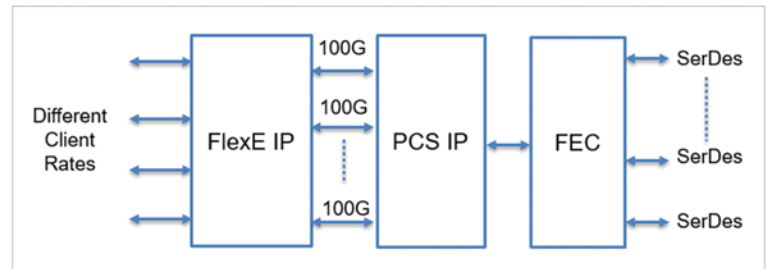 Different
Client
Rates
FlexE IP
100G
100G
100G
PCS IP
FEC
SerDes
SerDes
SerDes